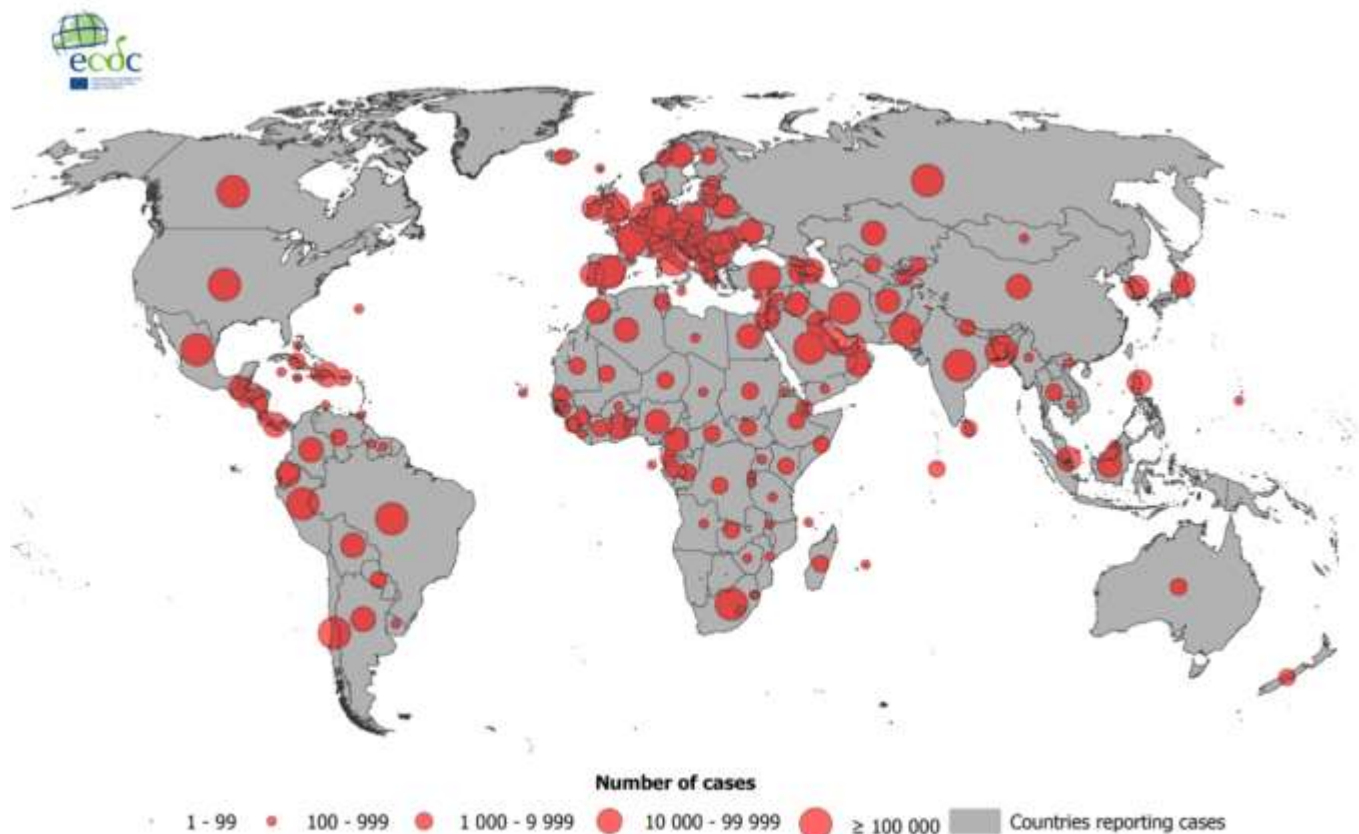 ecdc
Number of cases
1 - 99 100 - 999 1 000 - 9 999 10 000 - 99 999 ≥ 100 000 Countries reporting cases